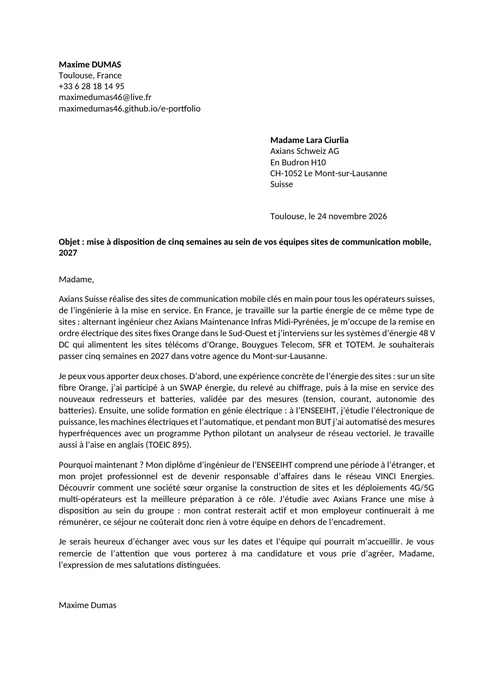 Maxime DUMAS
Toulouse, France
+33 6 28 18 14 95
maximedumas46@live.fr
maximedumas46.github.io/e-portfolio
Madame Lara Ciurlia
Axians Schweiz AG
En Budron H10
CH-1052 Le Mont-sur-Lausanne
Suisse
Toulouse, le 24 novembre 2026
Objet : mise à disposition de cinq semaines au sein de vos équipes sites de communication mobile,
2027
Madame,
Axians Suisse réalise des sites de communication mobile clés en main pour tous les opérateurs suisses,
de l'ingénierie à la mise en service. En France, je travaille sur la partie énergie de ce même type de
sites : alternant ingénieur chez Axians Maintenance Infras Midi-Pyrénées, je m'occupe de la remise en
ordre électrique des sites fixes Orange dans le Sud-Ouest et j'interviens sur les systèmes d'énergie 48 V
DC qui alimentent les sites télécoms d'Orange, Bouygues Telecom, SFR et TOTEM. Je souhaiterais
passer cinq semaines en 2027 dans votre agence du Mont-sur-Lausanne.
Je peux vous apporter deux choses. D'abord, une expérience concrète de l'énergie des sites : sur un site
fibre Orange, j'ai participé à un SWAP énergie, du relevé au chiffrage, puis à la mise en service des
nouveaux redresseurs et batteries, validée par des mesures (tension, courant, autonomie des
batteries). Ensuite, une solide formation en génie électrique : à l'ENSEEIHT, j'étudie l'électronique de
puissance, les machines électriques et l'automatique, et pendant mon BUT j'ai automatisé des mesures
hyperfréquences avec un programme Python pilotant un analyseur de réseau vectoriel. Je travaille
aussi à l'aise en anglais (TOEIC 895).
Pourquoi maintenant ? Mon diplôme d'ingénieur de l'ENSEEIHT comprend une période à l'étranger, et
mon projet professionnel est de devenir responsable d'affaires dans le réseau VINCI Energies.
Découvrir comment une société sœur organise la construction de sites et les déploiements 4G/5G
multi-opérateurs est la meilleure préparation à ce rôle. J'étudie avec Axians France une mise à
disposition au sein du groupe : mon contrat resterait actif et mon employeur continuerait à me
rémunérer, ce séjour ne coûterait donc rien à votre équipe en dehors de l'encadrement.
Je serais heureux d'échanger avec vous sur les dates et l'équipe qui pourrait m'accueillir. Je vous
remercie de l'attention que vous porterez à ma candidature et vous prie d'agréer, Madame,
l'expression de mes salutations distinguées.
Maxime Dumas